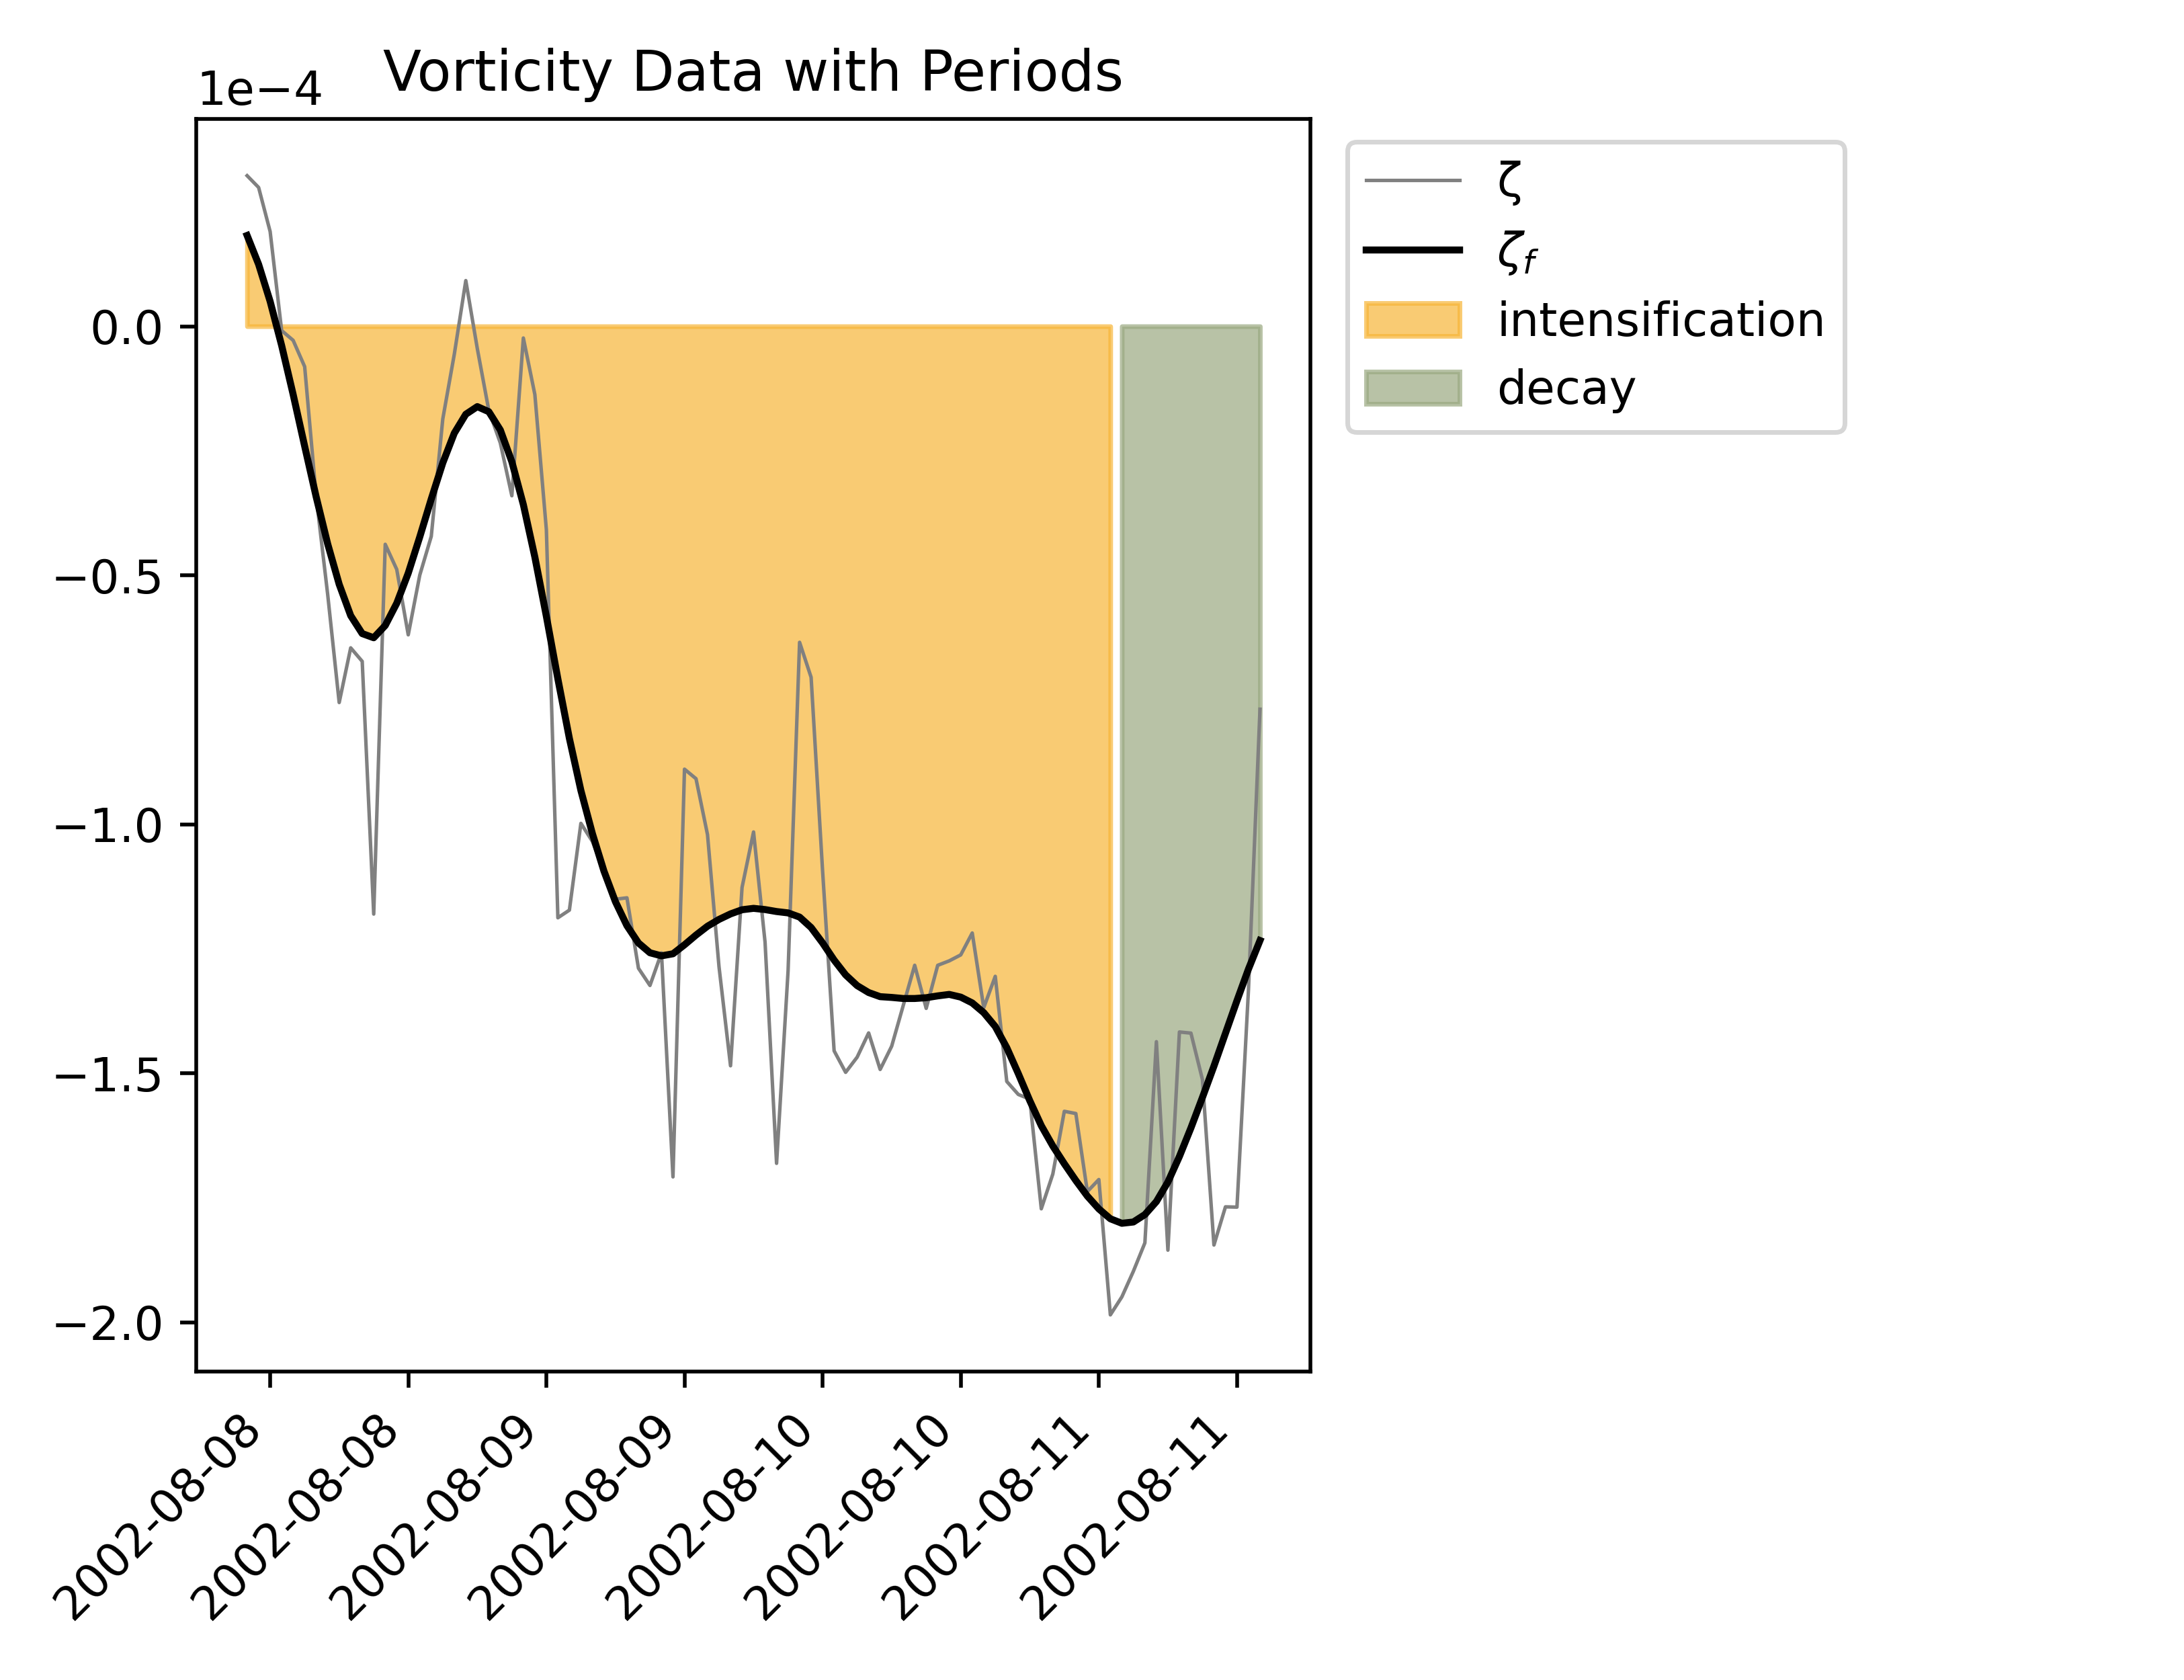 Vorticity Data with Periods
1e−4
0.0
−0.5
−1.0
−1.5
−2.0
2002-08-08
2002-08-08
2002-08-09
2002-08-09
2002-08-10
2002-08-10
2002-08-11
2002-08-11
ζ
ζf
intensification
decay